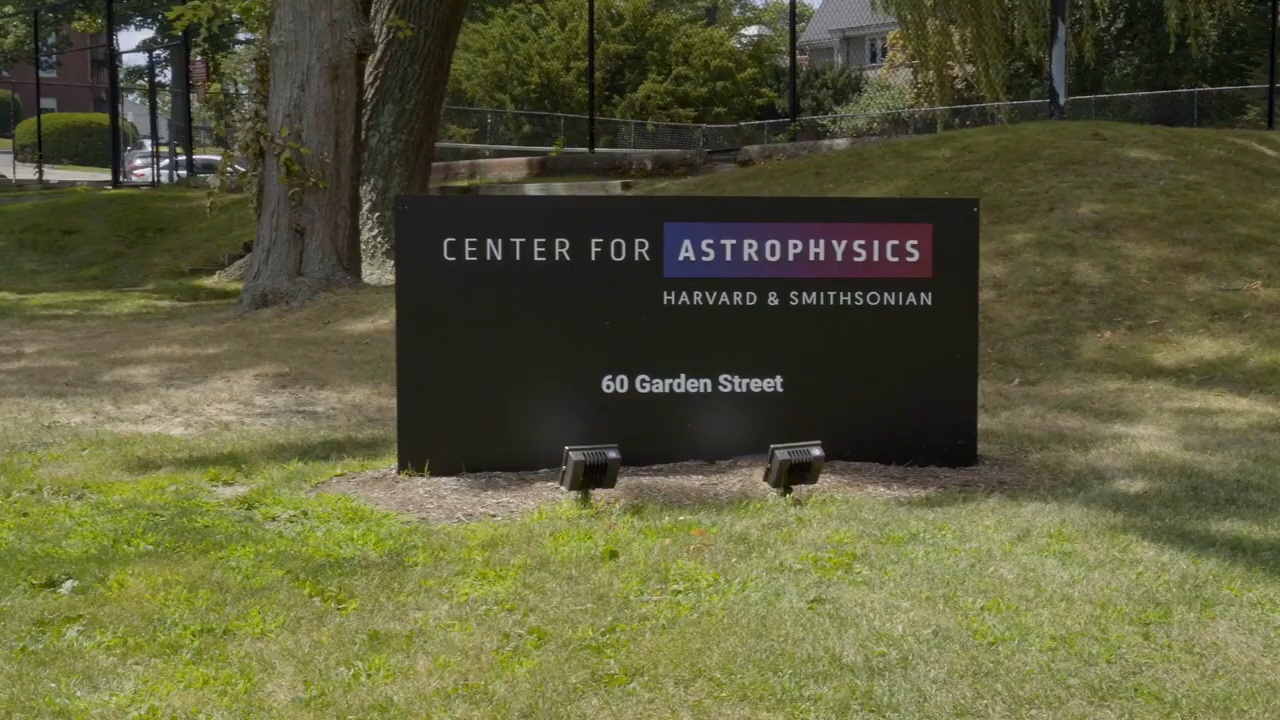 CENTER FOR ASTROPHYSICS
HARVARD & SMITHSONIAN
60 Garden Street